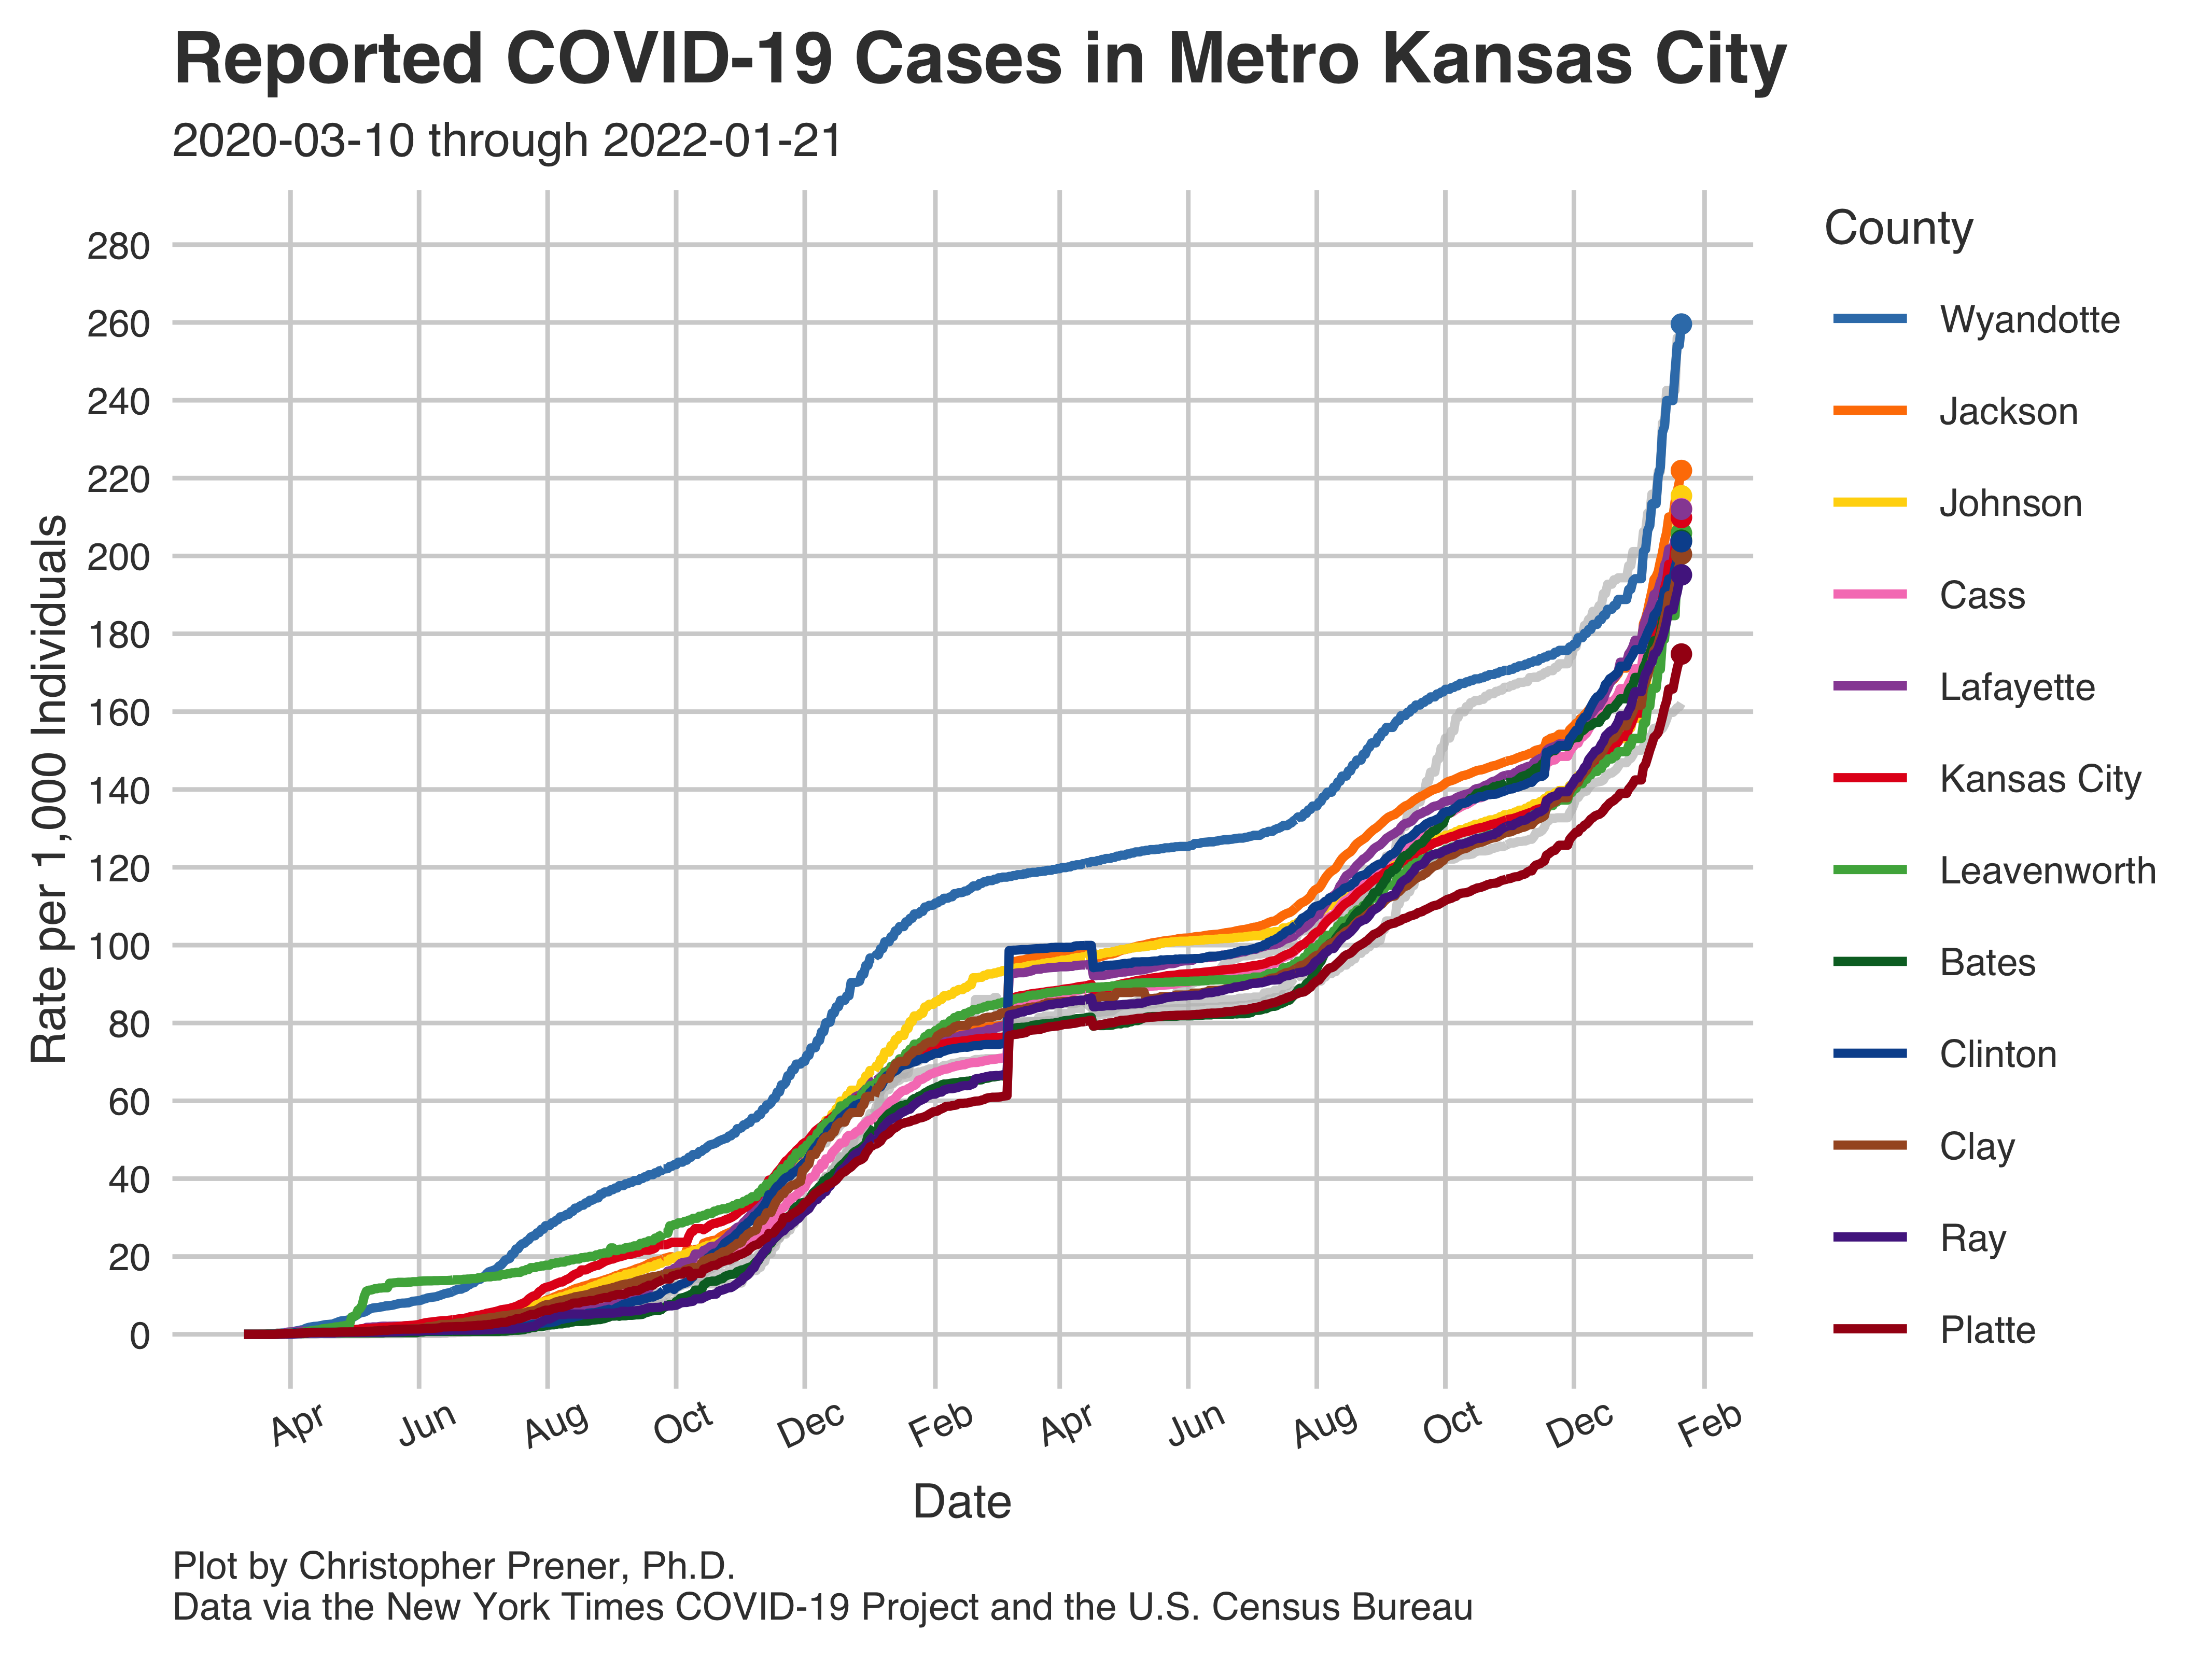 Reported COVID-19 Cases in Metro Kansas City
2020-03-10 through 2022-01-21
County
Wyandotte
Jackson
Johnson
Cass
Lafayette
Kansas City
Leavenworth
Bates
Clinton
Clay
Ray
Platte
Rate per 1,000 Individuals
280
260
240
220
200
180
160
140
120
100
80
60
40
20
0
Apr Jun Aug Oct Dec Feb Apr Jun Aug Oct Dec Feb
Date
Plot by Christopher Prener, Ph.D.
Data via the New York Times COVID-19 Project and the U.S. Census Bureau